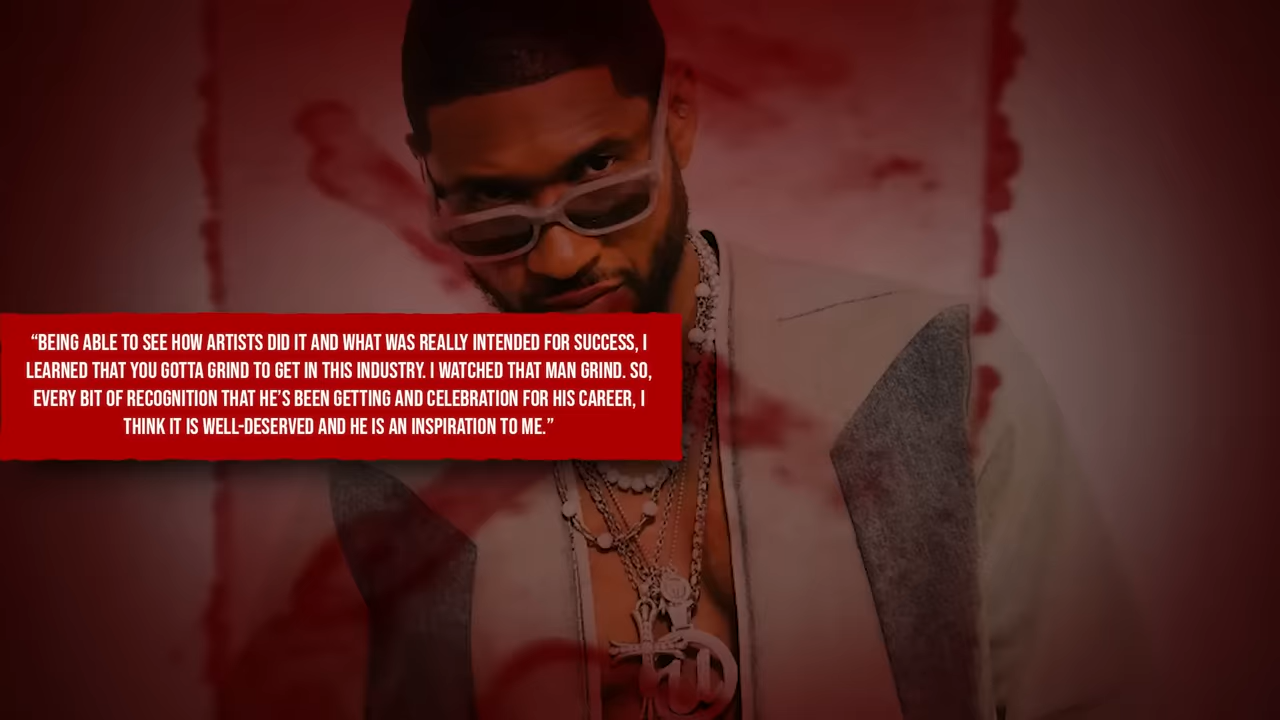 “BEING ABLE TO SEE HOW ARTISTS DID IT AND WHAT WAS REALLY INTENDED FOR SUCCESS, I
LEARNED THAT YOU GOTTA GRIND TO GET IN THIS INDUSTRY. I WATCHED THAT MAN GRIND. SO,
EVERY BIT OF RECOGNITION THAT HE’S BEEN GETTING AND CELEBRATION FOR HIS CAREER, I
THINK IT IS WELL-DESERVED AND HE IS AN INSPIRATION TO ME.”